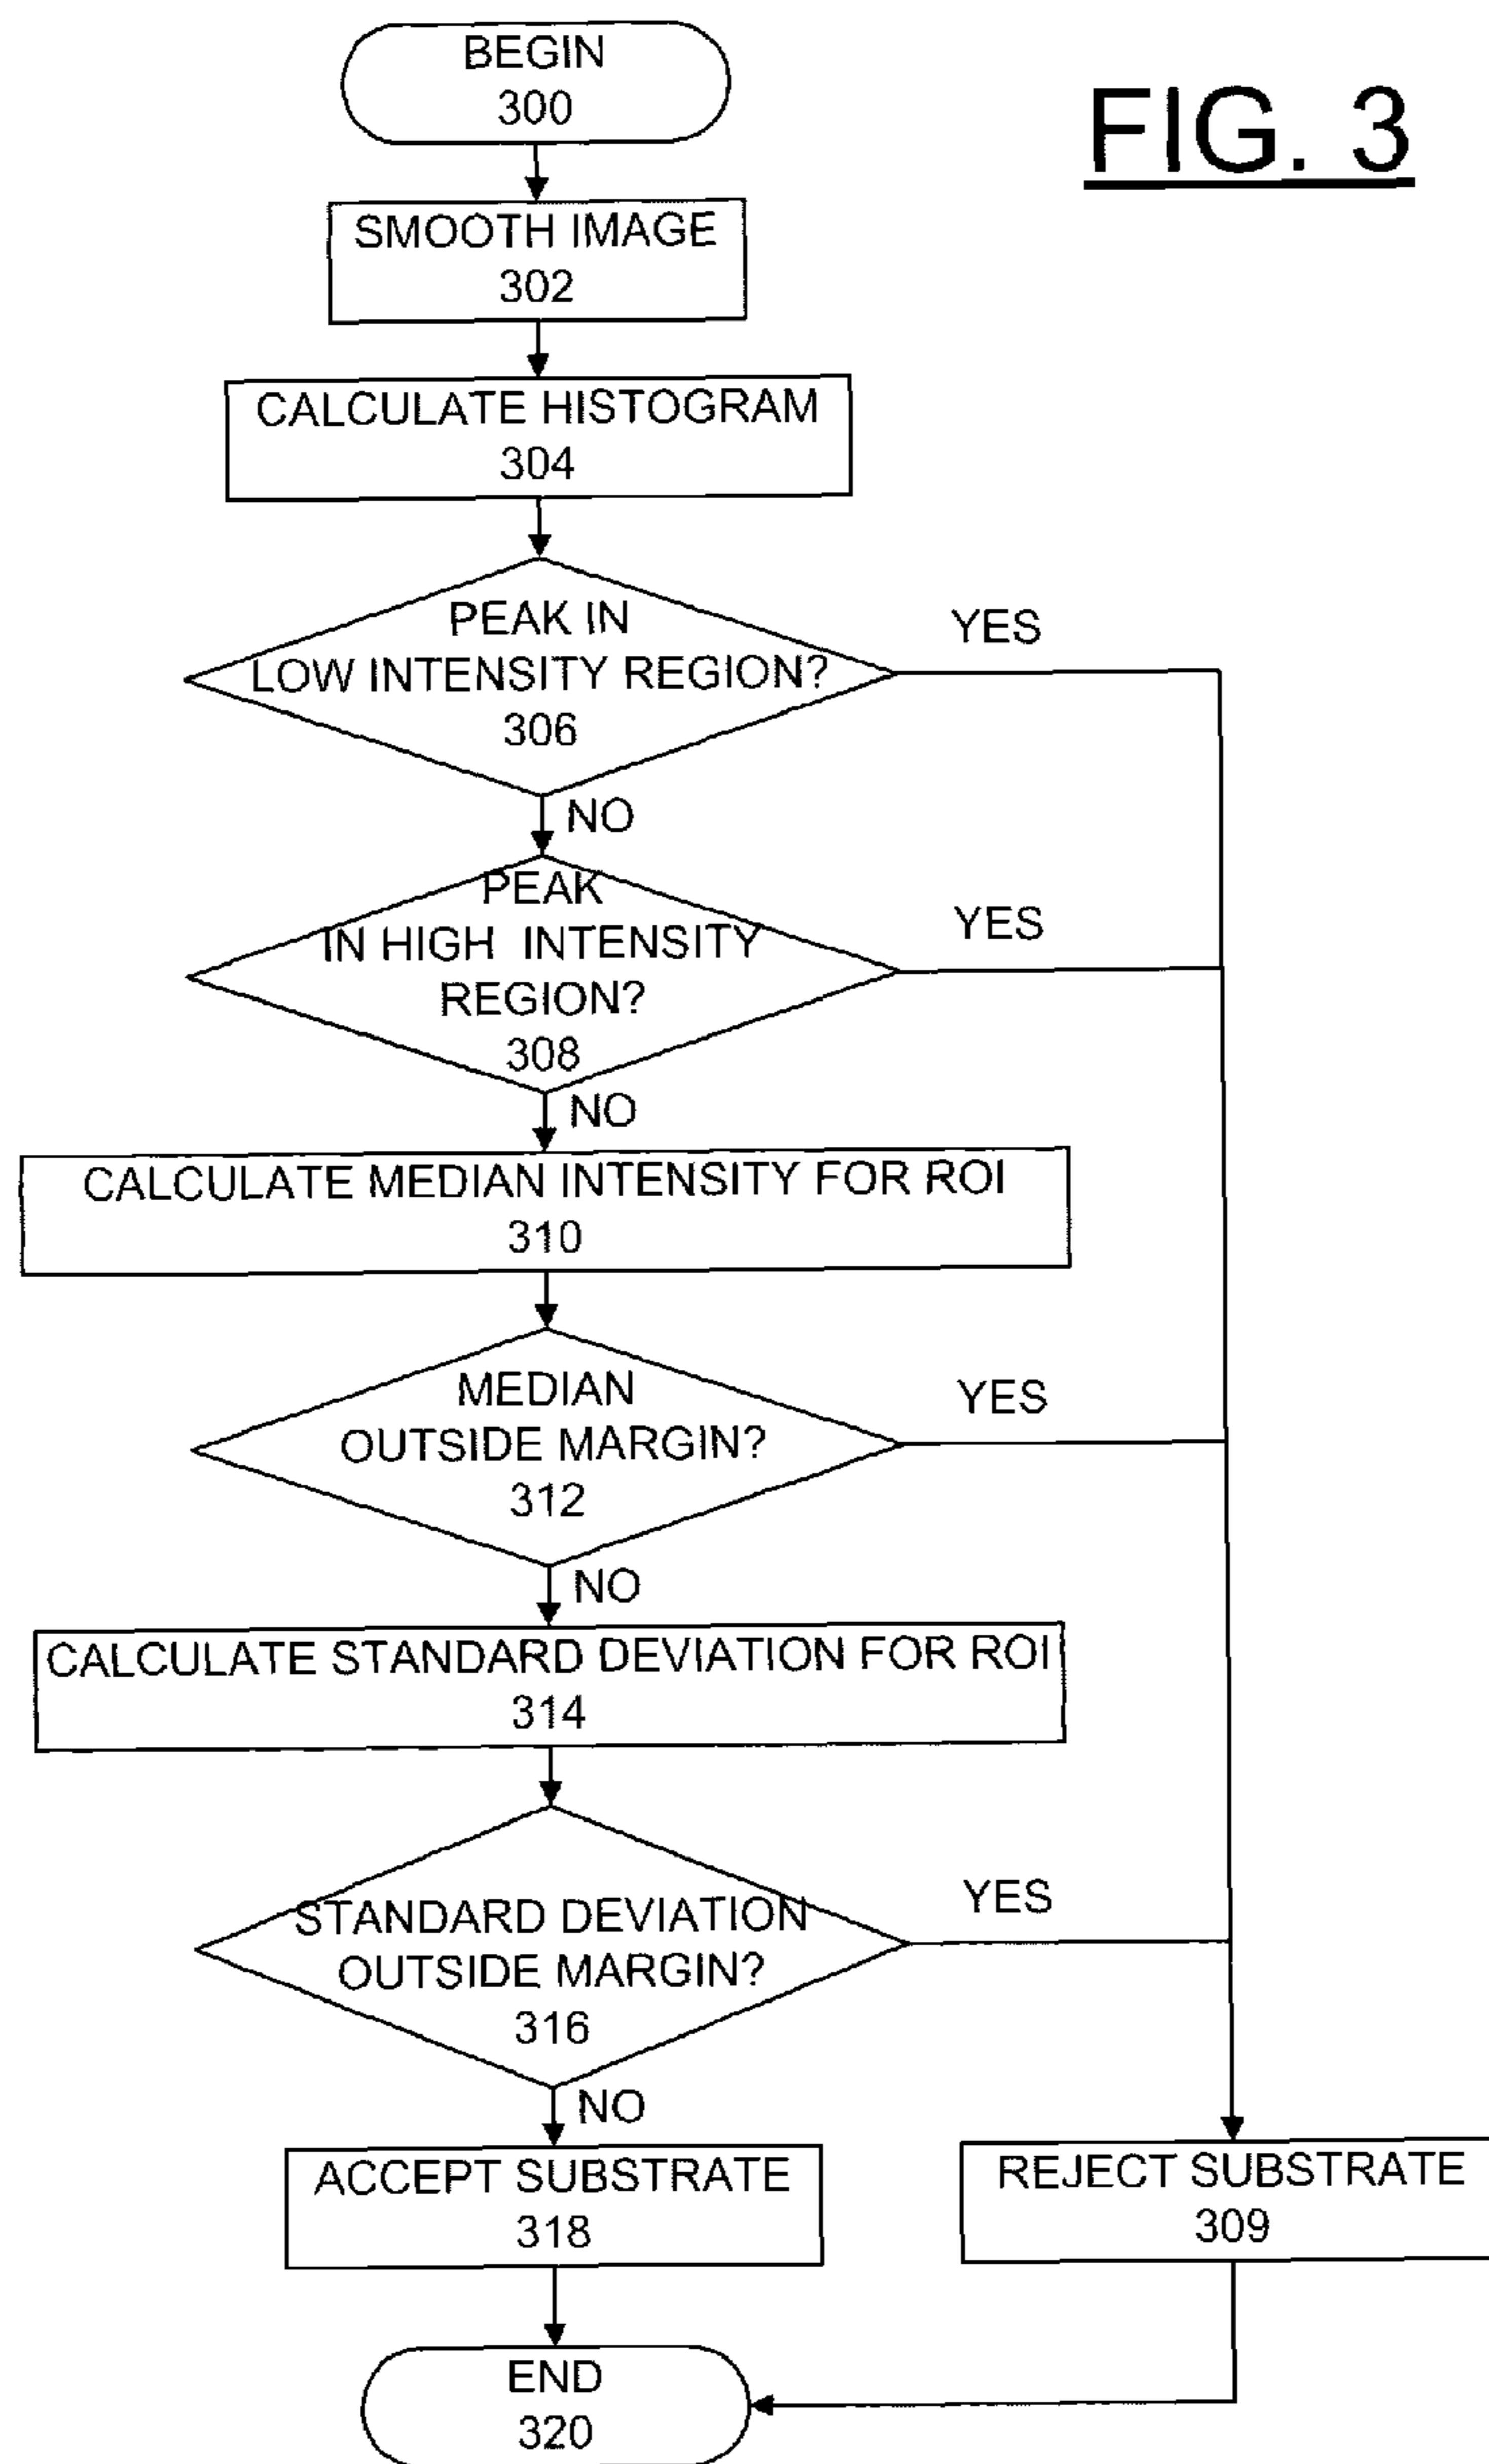 BEGIN
300
FIG. 3
SMOOTH IMAGE
302
CALCULATE HISTOGRAM
304
PEAK IN
LOW INTENSITY REGION?
306
YES
NO
PEAK
IN HIGH INTENSITY
REGION?
308
YES
NO
CALCULATE MEDIAN INTENSITY FOR ROI
310
MEDIAN
OUTSIDE MARGIN?
312
YES
NO
CALCULATE STANDARD DEVIATION FOR ROI
314
STANDARD DEVIATION
OUTSIDE MARGIN?
316
YES
NO
ACCEPT SUBSTRATE
318
REJECT SUBSTRATE
309
END
320